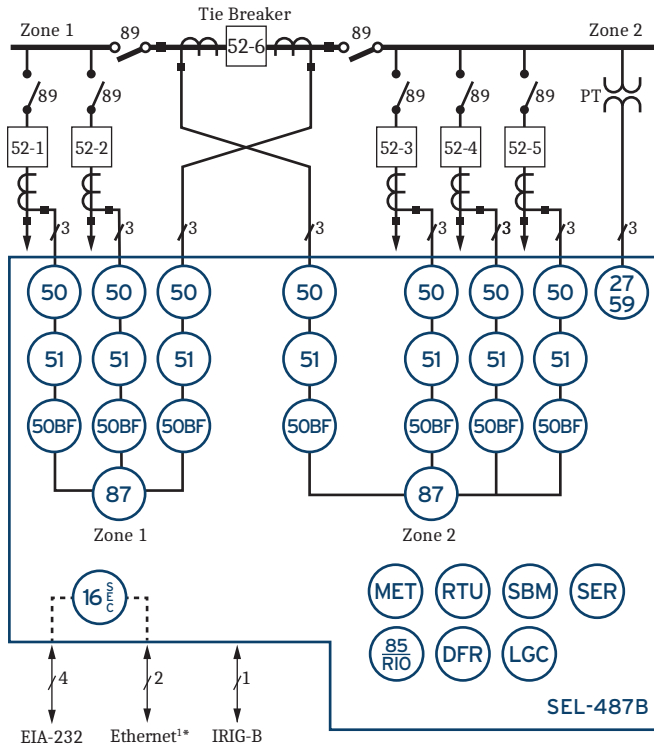 Tie Breaker
Zone 1 89 52-6 89 Zone 2
89 89 89 89 89 PT
52-1 52-2 52-3 52-4 52-5
3 3 3 3 3 3 3 3
50 50 50 50 50 50 50 27 59
51 51 51 51 51 51 51
50BF 50BF 50BF 50BF 50BF 50BF 50BF
87 87
Zone 1 Zone 2
16 SEC
MET RTU SBM SER
85/RIO DFR LGC
4 2 1
SEL-487B
EIA-232 Ethernet¹* IRIG-B